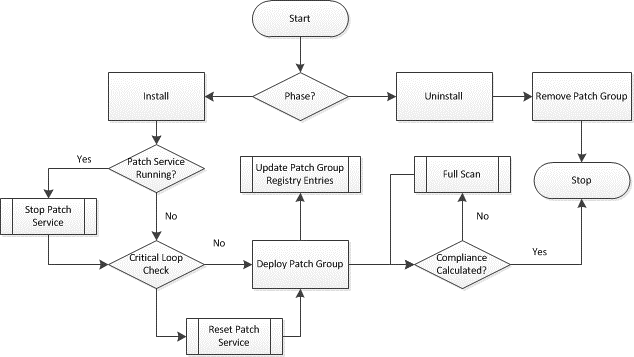 Start
Install
Phase?
Uninstall
Remove Patch Group
Yes
Patch Service
Running?
Update Patch Group
Registry Entries
Full Scan
Stop
Stop Patch
Service
No
No
No
Critical Loop
Check
Deploy Patch Group
Compliance
Calculated?
Yes
Reset Patch
Service